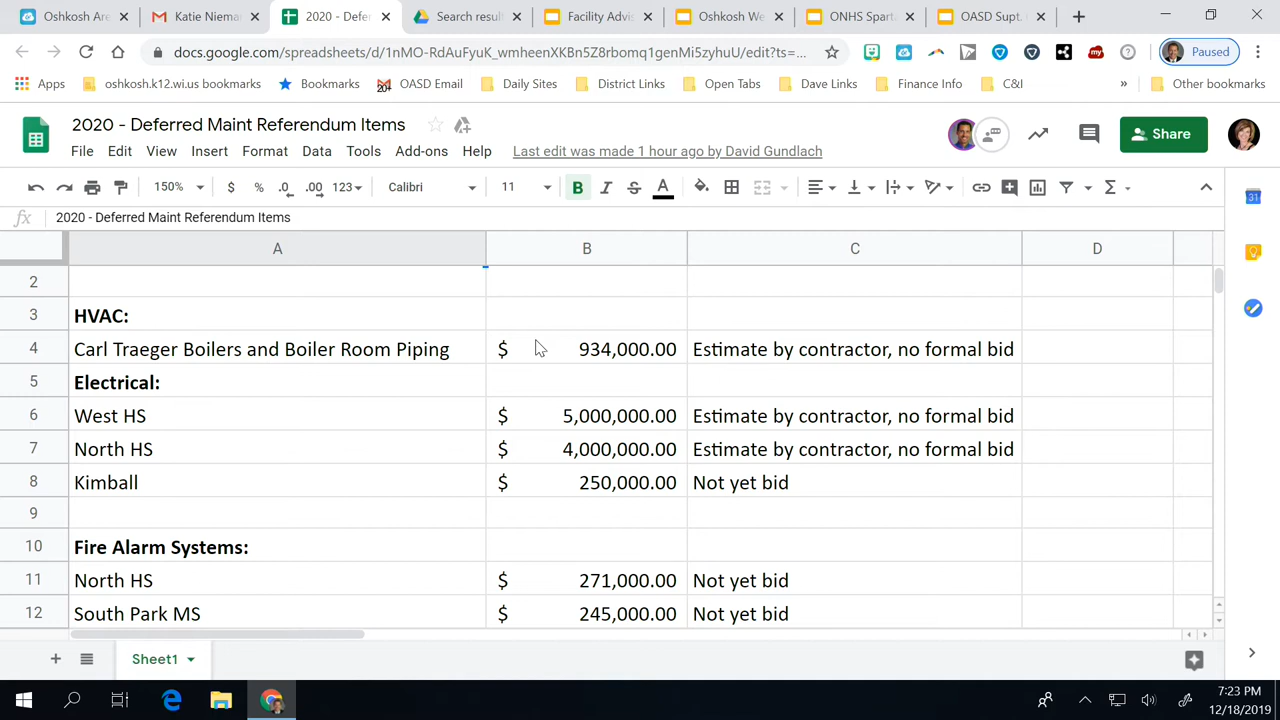 Oshkosh Are
Katie Niema
2020 - Defer
Search resul
Facility Advis
Oshkosh We
ONHS Spart
OASD Supt.
docs.google.com/spreadsheets/d/1nMO-RdAuhuuK_wmheenXKBn5Z8rbomq1genMi5zyhuU/edit?ts=...
Paused
Apps
oshkosh.k12.wi.us bookmarks
Bookmarks
OASD Email
Daily Sites
District Links
Open Tabs
Dave Links
Finance Info
C&I
»
Other bookmarks
2020 - Deferred Maint Referendum Items
File Edit View Insert Format Data Tools Add-ons Help
Last edit was made 1 hour ago by David Gundlach
Share
150% $ % .0 .00 123 Calibri 11 B I S A Σ
31
fx 2020 - Deferred Maint Referendum Items
A B C D
2
3 HVAC:
4 Carl Traeger Boilers and Boiler Room Piping $ 934,000.00 Estimate by contractor, no formal bid
5 Electrical:
6 West HS $ 5,000,000.00 Estimate by contractor, no formal bid
7 North HS $ 4,000,000.00 Estimate by contractor, no formal bid
8 Kimball $ 250,000.00 Not yet bid
9
10 Fire Alarm Systems:
11 North HS $ 271,000.00 Not yet bid
12 South Park MS $ 245,000.00 Not yet bid
Sheet1
7:23 PM
12/18/2019